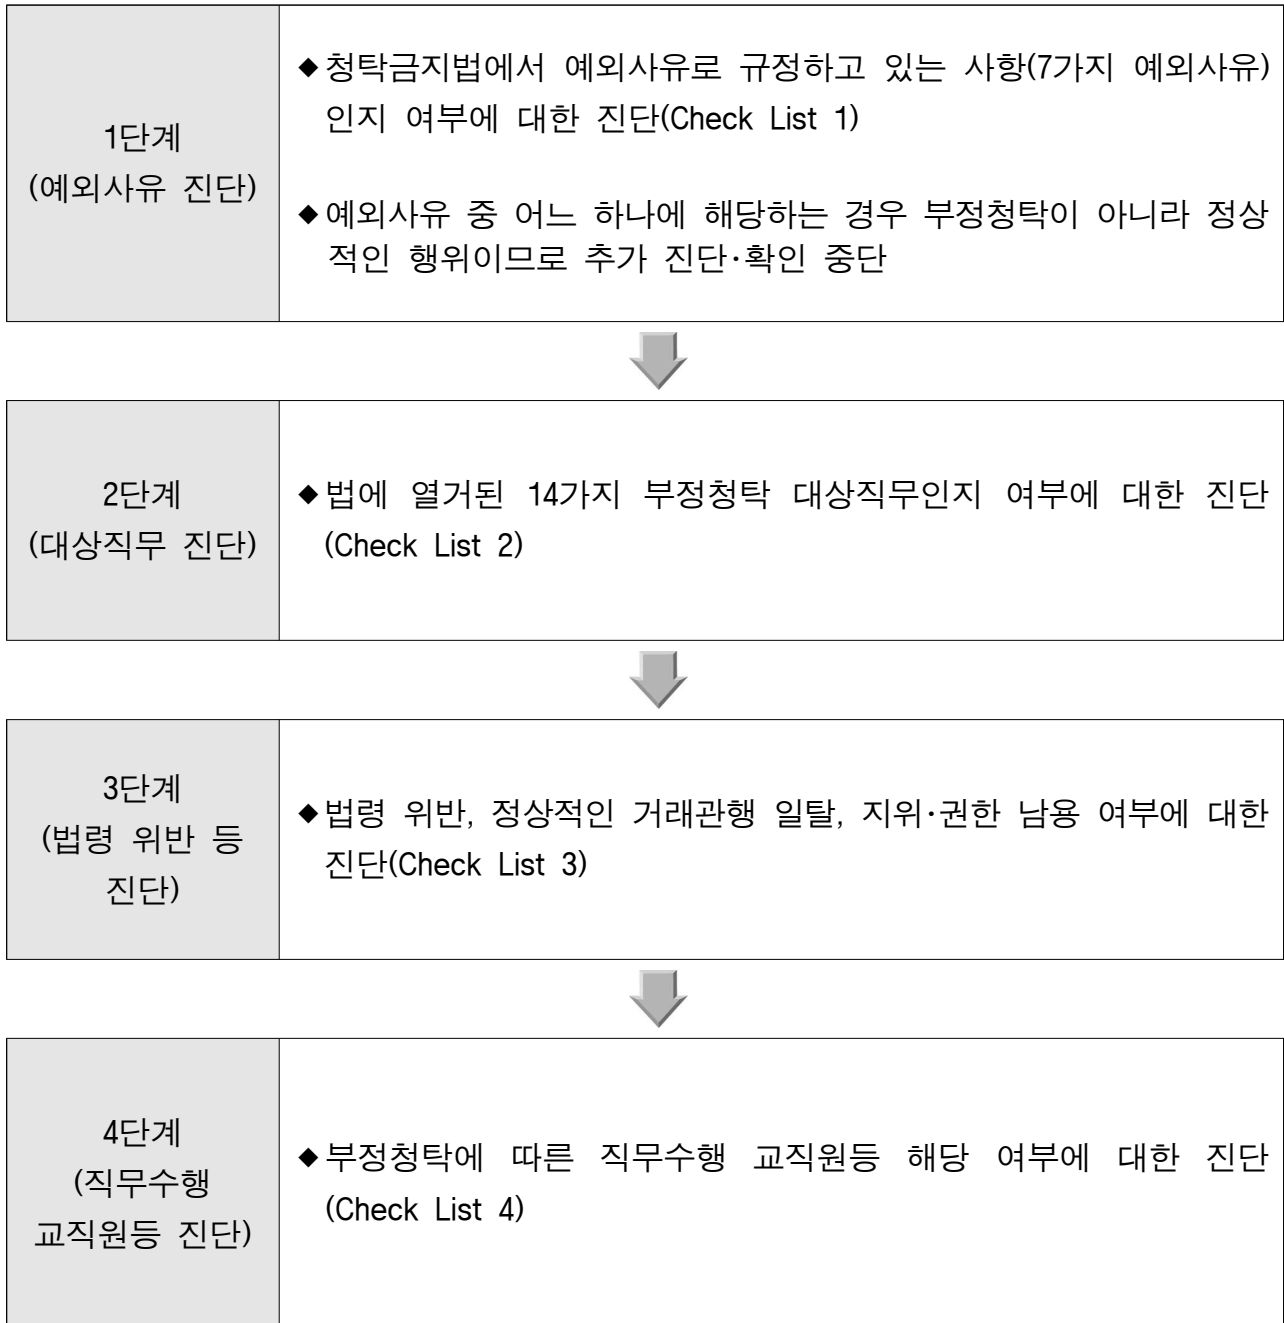 1단계
(예외사유 진단)
◆청탁금지법에서 예외사유로 규정하고 있는 사항(7가지 예외사유)
인지 여부에 대한 진단(Check List 1)
◆예외사유 중 어느 하나에 해당하는 경우 부정청탁이 아니라 정상
적인 행위이므로 추가 진단·확인 중단
2단계
(대상직무 진단)
◆법에 열거된 14가지 부정청탁 대상직무인지 여부에 대한 진단
(Check List 2)
3단계
(법령 위반 등
진단)
◆법령 위반, 정상적인 거래관행 일탈, 지위·권한 남용 여부에 대한
진단(Check List 3)
4단계
(직무수행
교직원등 진단)
◆부정청탁에 따른 직무수행 교직원등 해당 여부에 대한 진단
(Check List 4)